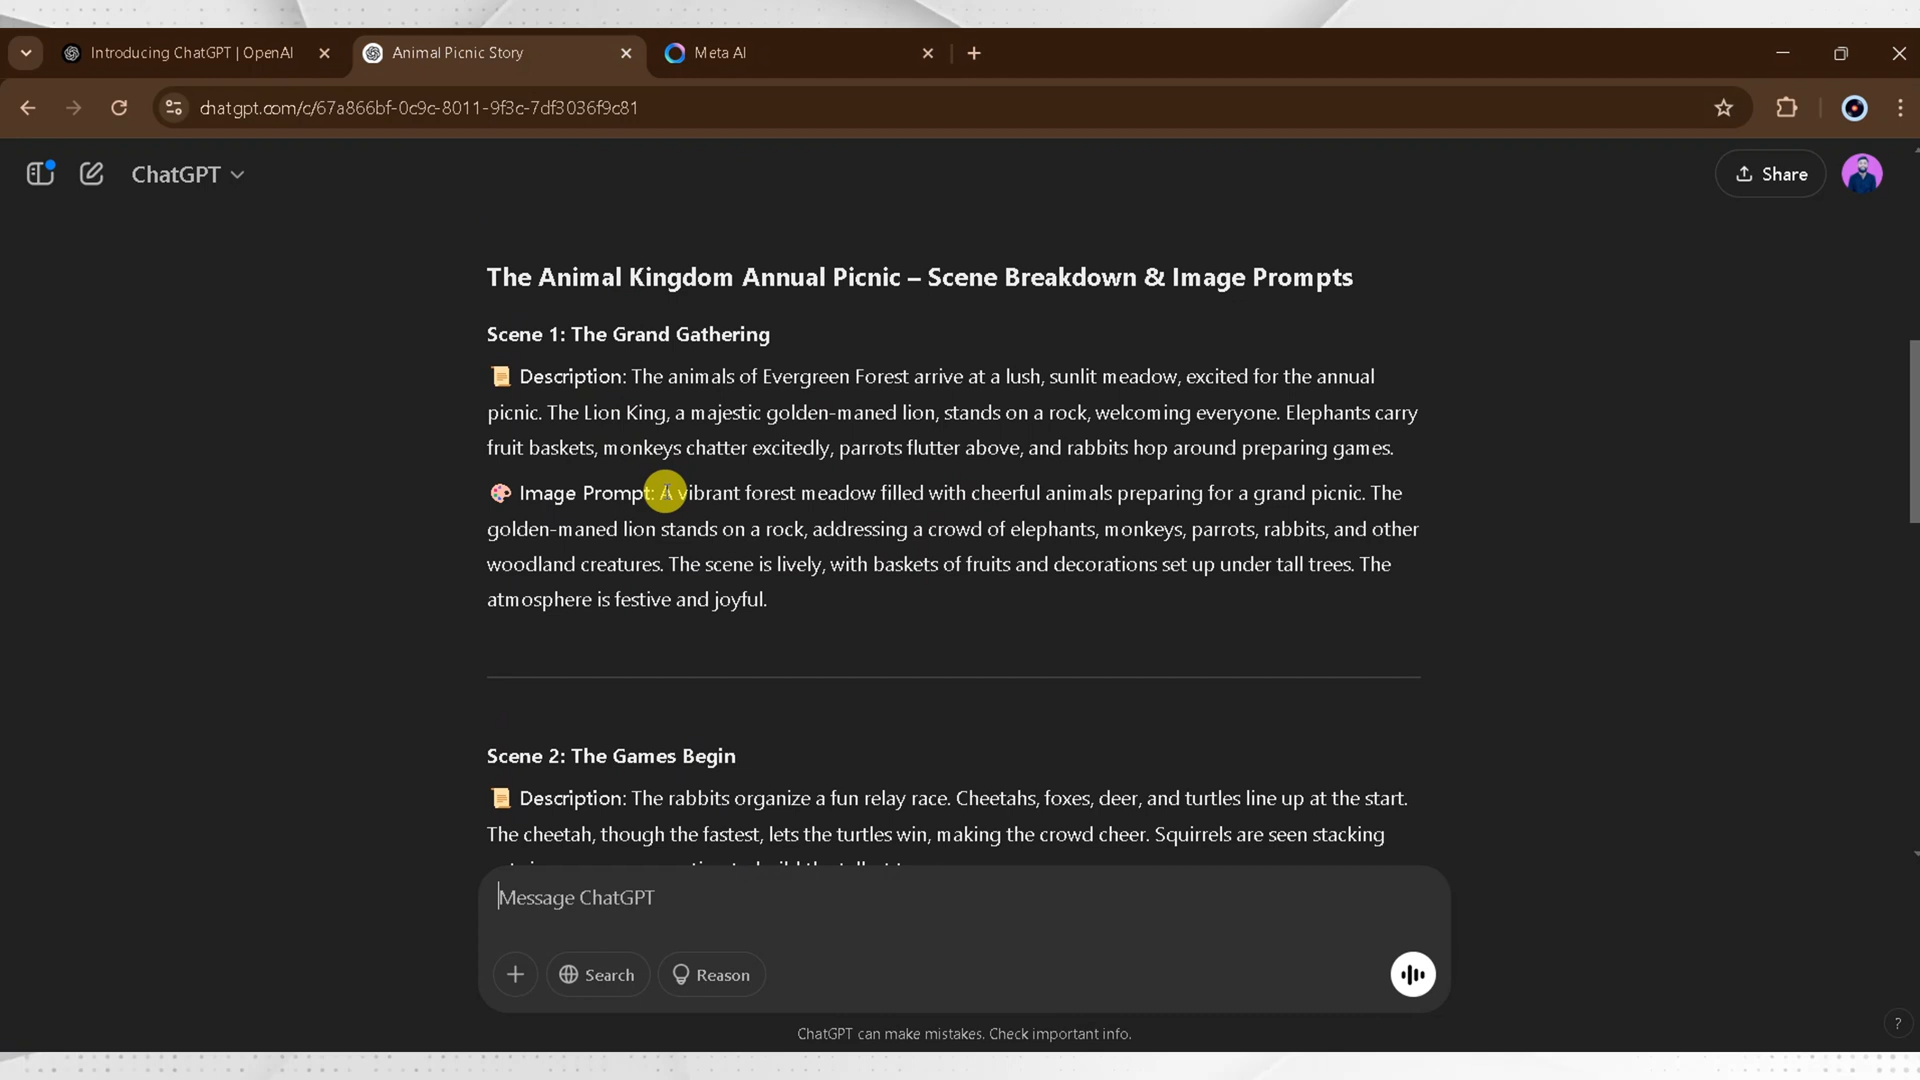 Introducing ChatGPT | OpenAI
Animal Picnic Story
Meta AI
chatgpt.com/c/67a866bf-0c9c-8011-9f3c-7df3036f9c81
ChatGPT
Share
The Animal Kingdom Annual Picnic – Scene Breakdown & Image Prompts
Scene 1: The Grand Gathering
📜 Description: The animals of Evergreen Forest arrive at a lush, sunlit meadow, excited for the annual
picnic. The Lion King, a majestic golden-maned lion, stands on a rock, welcoming everyone. Elephants carry
fruit baskets, monkeys chatter excitedly, parrots flutter above, and rabbits hop around preparing games.
🎨 Image Prompt: A vibrant forest meadow filled with cheerful animals preparing for a grand picnic. The
golden-maned lion stands on a rock, addressing a crowd of elephants, monkeys, parrots, rabbits, and other
woodland creatures. The scene is lively, with baskets of fruits and decorations set up under tall trees. The
atmosphere is festive and joyful.
Scene 2: The Games Begin
📜 Description: The rabbits organize a fun relay race. Cheetahs, foxes, deer, and turtles line up at the start.
The cheetah, though the fastest, lets the turtles win, making the crowd cheer. Squirrels are seen stacking
Message ChatGPT
Search
Reason
ChatGPT can make mistakes. Check important info.
?